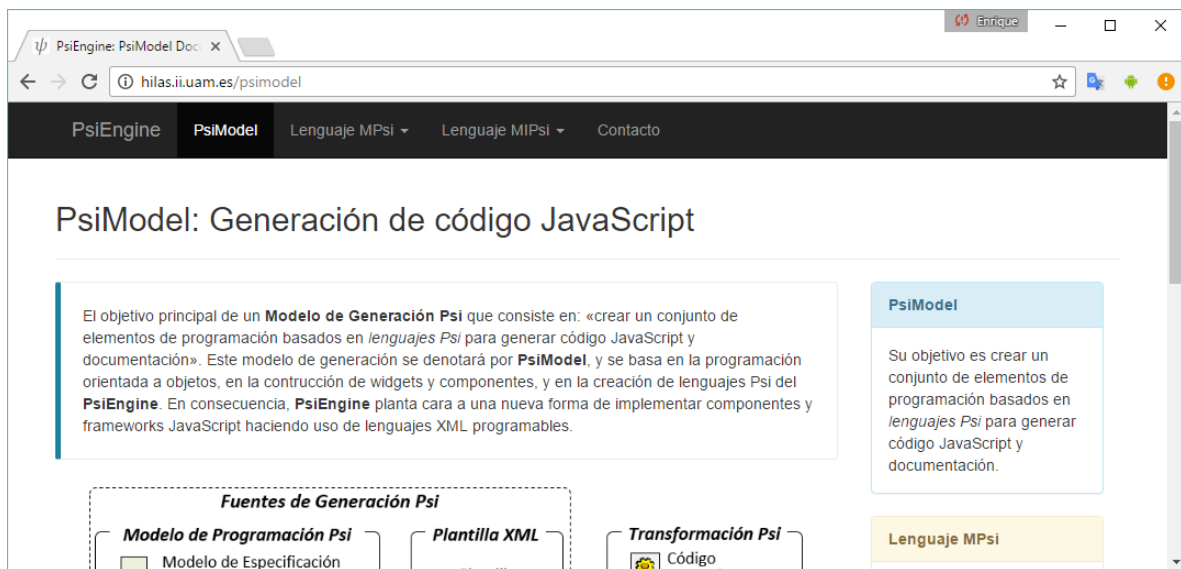 Enrique
PsiEngine: PsiModel Doc
hilas.ii.uam.es/psimodel
PsiEngine PsiModel Lenguaje MPsi Lenguaje MIPsi Contacto
PsiModel: Generación de código JavaScript
El objetivo principal de un Modelo de Generación Psi que consiste en: «crear un conjunto de
elementos de programación basados en lenguajes Psi para generar código JavaScript y
documentación». Este modelo de generación se denotará por PsiModel, y se basa en la programación
orientada a objetos, en la contrucción de widgets y componentes, y en la creación de lenguajes Psi del
PsiEngine. En consecuencia, PsiEngine planta cara a una nueva forma de implementar componentes y
frameworks JavaScript haciendo uso de lenguajes XML programables.
PsiModel
Su objetivo es crear un
conjunto de elementos de
programación basados en
lenguajes Psi para generar
código JavaScript y
documentación.
Fuentes de Generación Psi
Modelo de Programación Psi
Plantilla XML
Transformación Psi
Modelo de Especificación
Código
Lenguaje MPsi